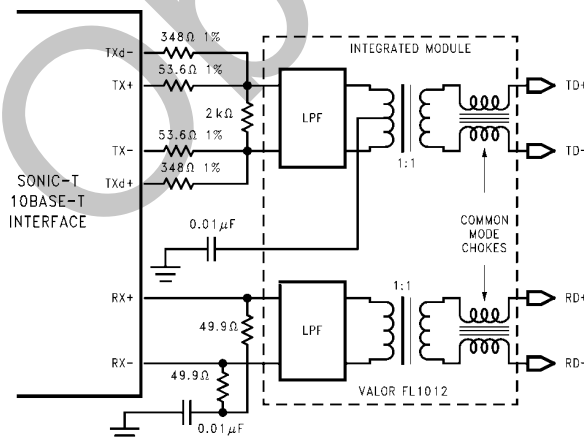 348Ω 1%
TXd-
53.6Ω 1%
TX+
2kΩ
53.6Ω 1%
TX-
348Ω 1%
TXd+
SONIC-T
10BASE-T
INTERFACE
0.01μF
RX+
49.9Ω
RX-
49.9Ω
0.01μF
INTEGRATED MODULE
LPF
1:1
TD+
TD-
COMMON
MODE
CHOKES
1:1
LPF
RD+
RD-
VALOR FL1012